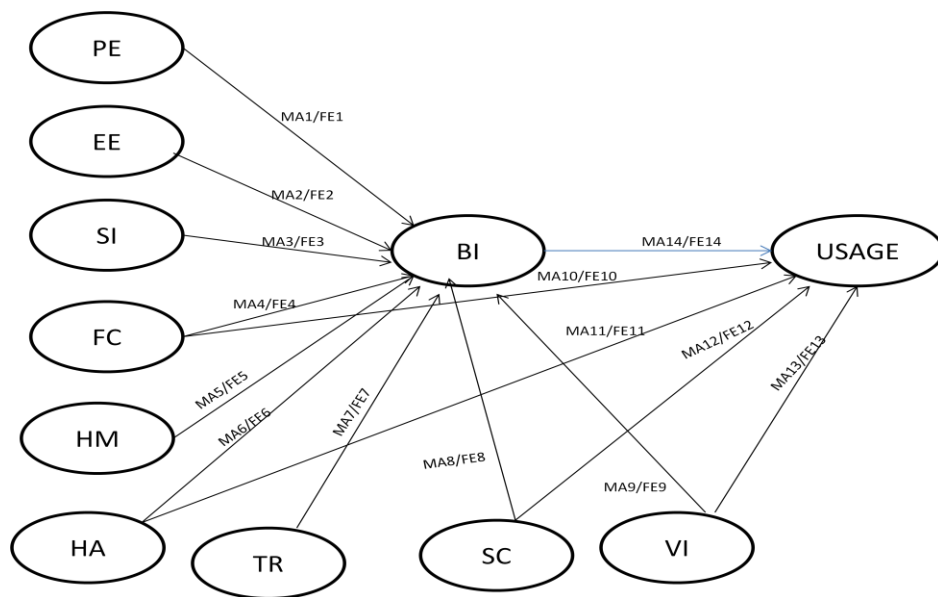 PE
MA1/FE1
EE
MA2/FE2
SI
MA3/FE3
BI
MA14/FE14
USAGE
MA10/FE10
MA4/FE4
FC
MA11/FE11
MA12/FE12
MA13/FE13
MA5/FE5
MA6/FE6
MA7/FE7
HM
MA8/FE8
MA9/FE9
HA
TR
SC
VI